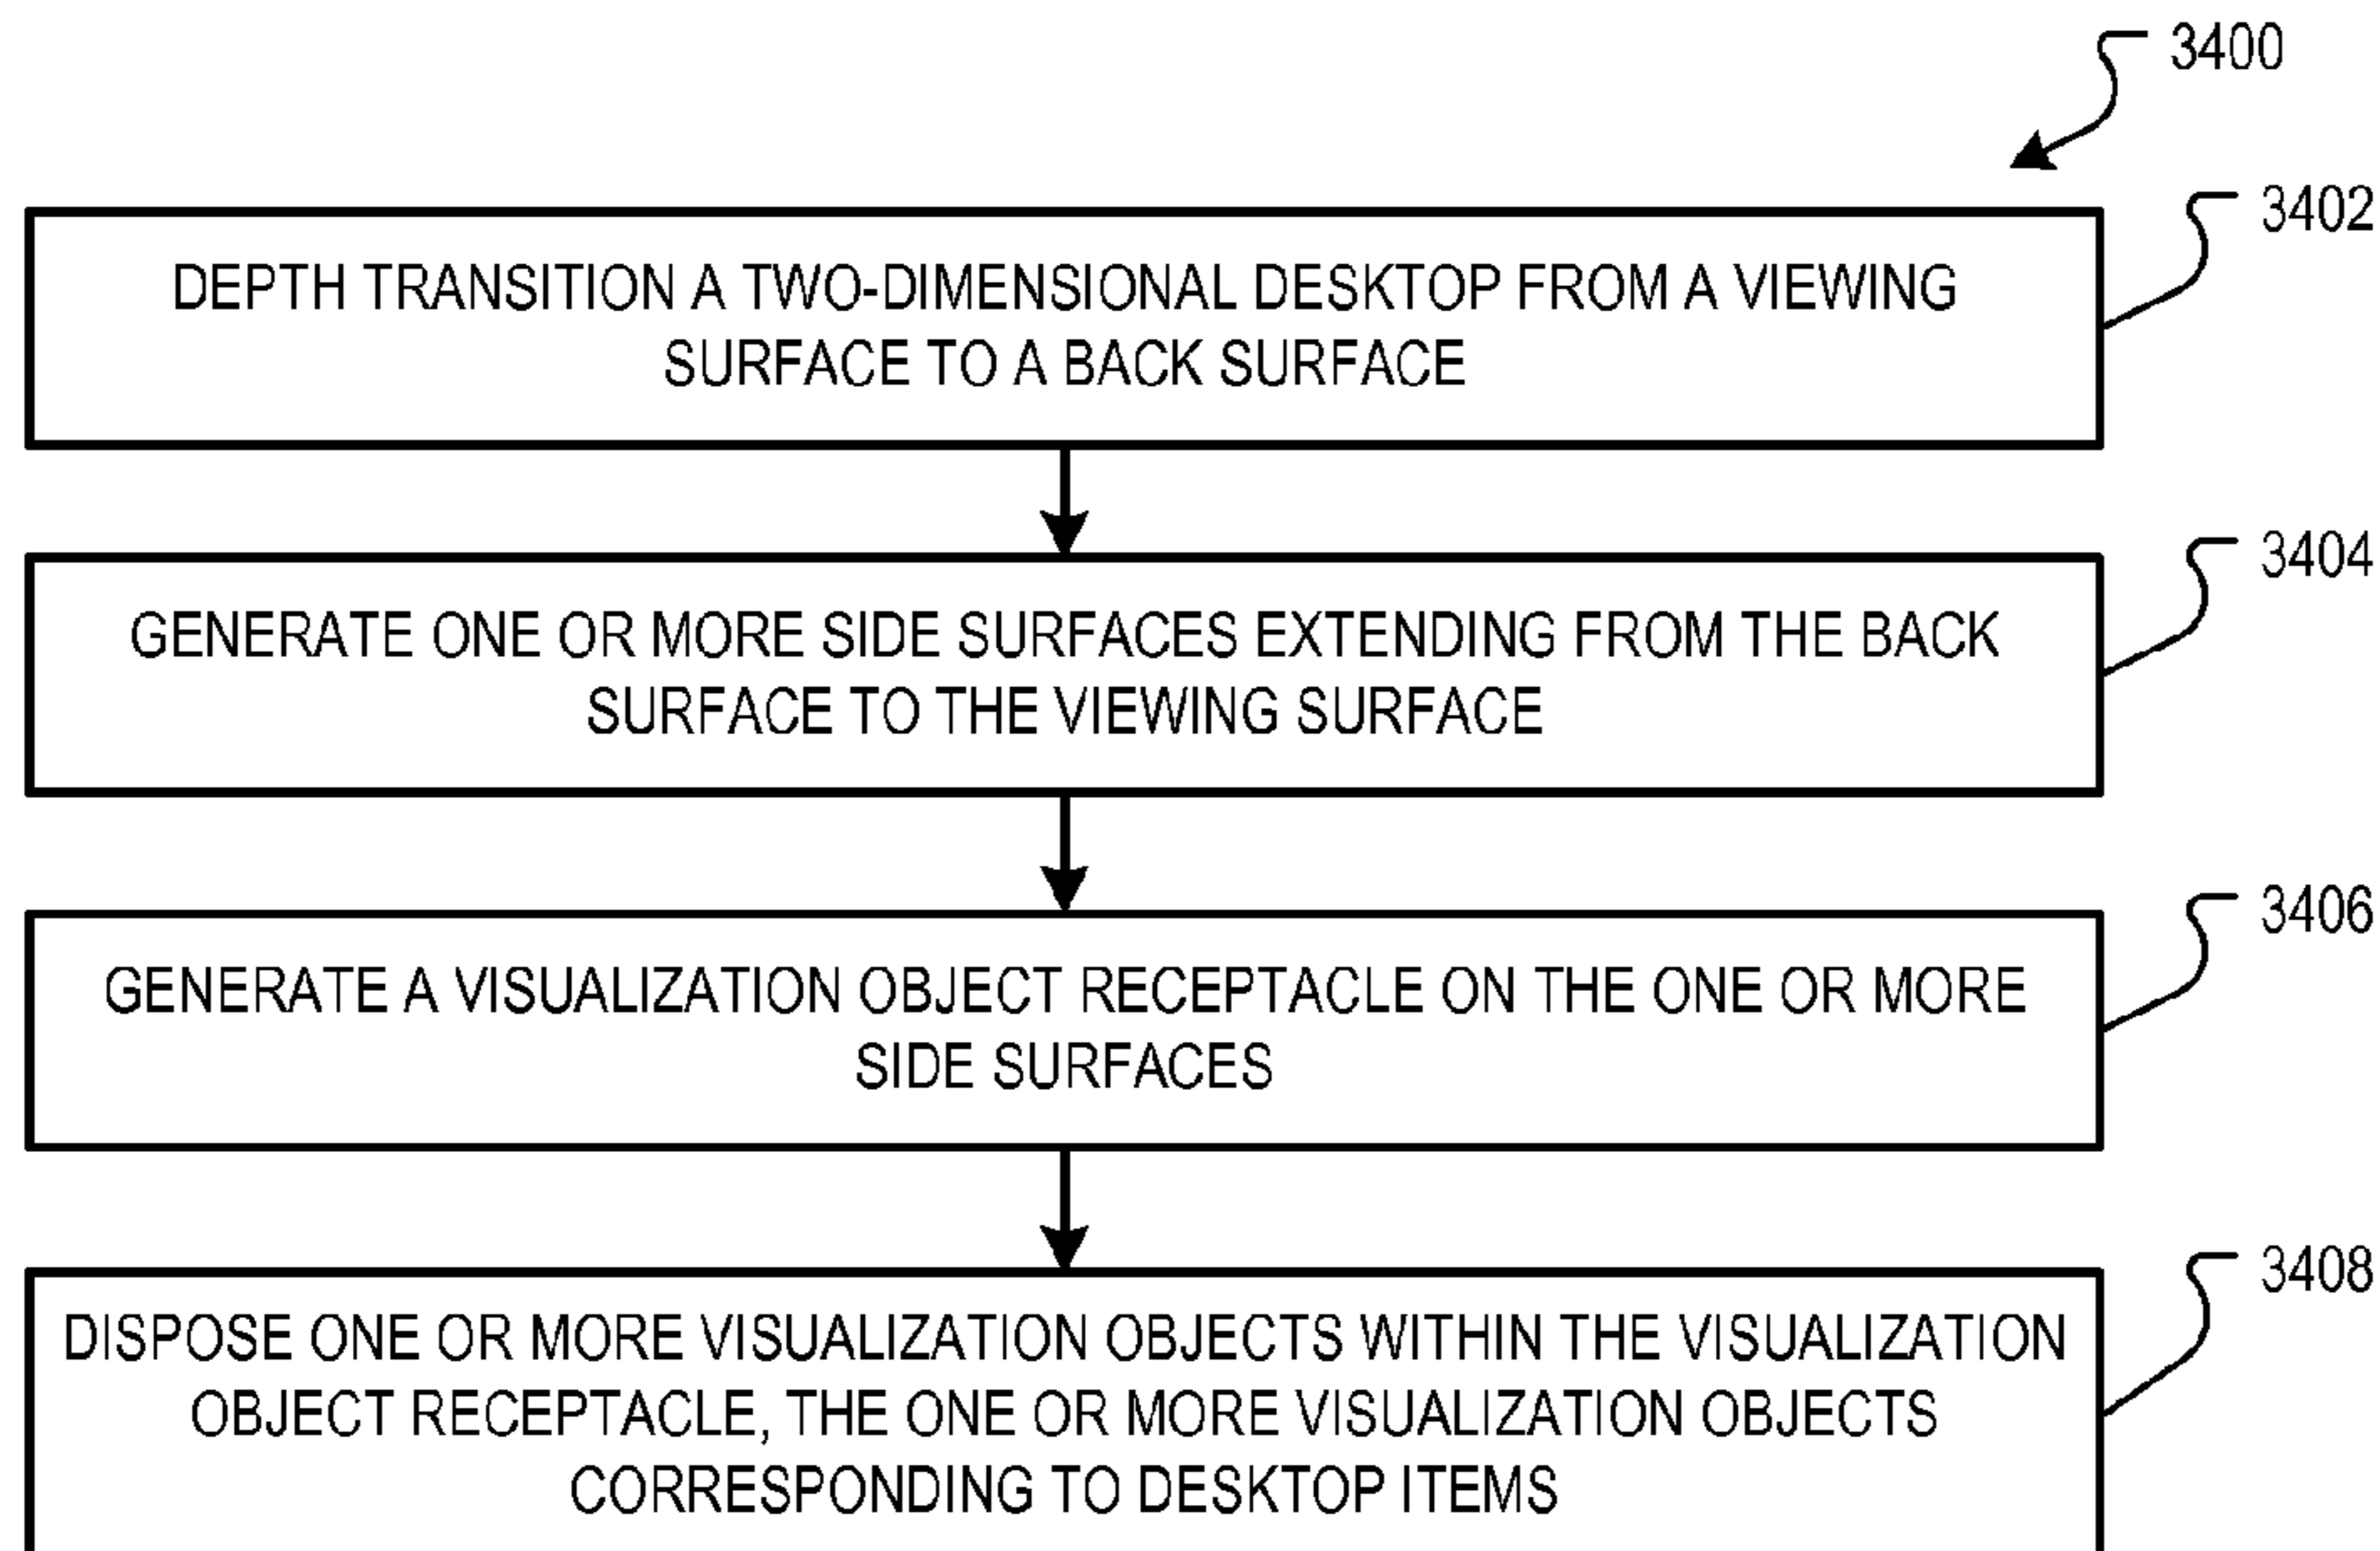 3400
3402
DEPTH TRANSITION A TWO-DIMENSIONAL DESKTOP FROM A VIEWING
SURFACE TO A BACK SURFACE
3404
GENERATE ONE OR MORE SIDE SURFACES EXTENDING FROM THE BACK
SURFACE TO THE VIEWING SURFACE
3406
GENERATE A VISUALIZATION OBJECT RECEPTACLE ON THE ONE OR MORE
SIDE SURFACES
3408
DISPOSE ONE OR MORE VISUALIZATION OBJECTS WITHIN THE VISUALIZATION
OBJECT RECEPTACLE, THE ONE OR MORE VISUALIZATION OBJECTS
CORRESPONDING TO DESKTOP ITEMS